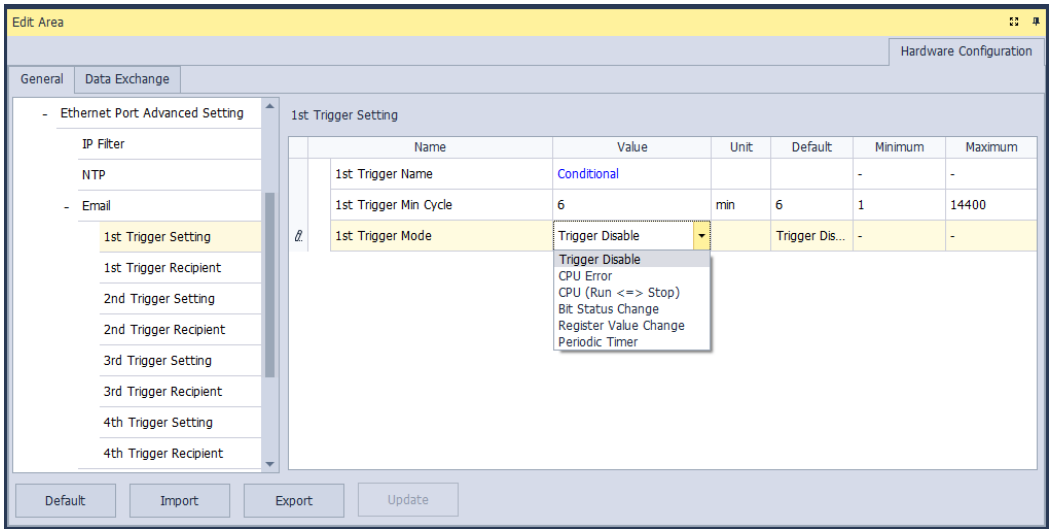 Edit Area
Hardware Configuration
General Data Exchange
- Ethernet Port Advanced Setting
IP Filter
NTP
- Email
1st Trigger Setting
1st Trigger Recipient
2nd Trigger Setting
2nd Trigger Recipient
3rd Trigger Setting
3rd Trigger Recipient
4th Trigger Setting
4th Trigger Recipient
1st Trigger Setting
Name Value Unit Default Minimum Maximum
1st Trigger Name Conditional - -
1st Trigger Min Cycle 6 min 6 1 14400
1st Trigger Mode Trigger Disable Trigger Dis... - -
Trigger Disable
CPU Error
CPU (Run <=> Stop)
Bit Status Change
Register Value Change
Periodic Timer
Default Import Export Update